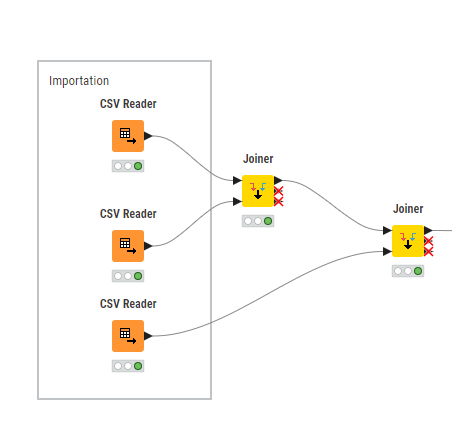 Importation
CSV Reader
CSV Reader
CSV Reader
Joiner
Joiner